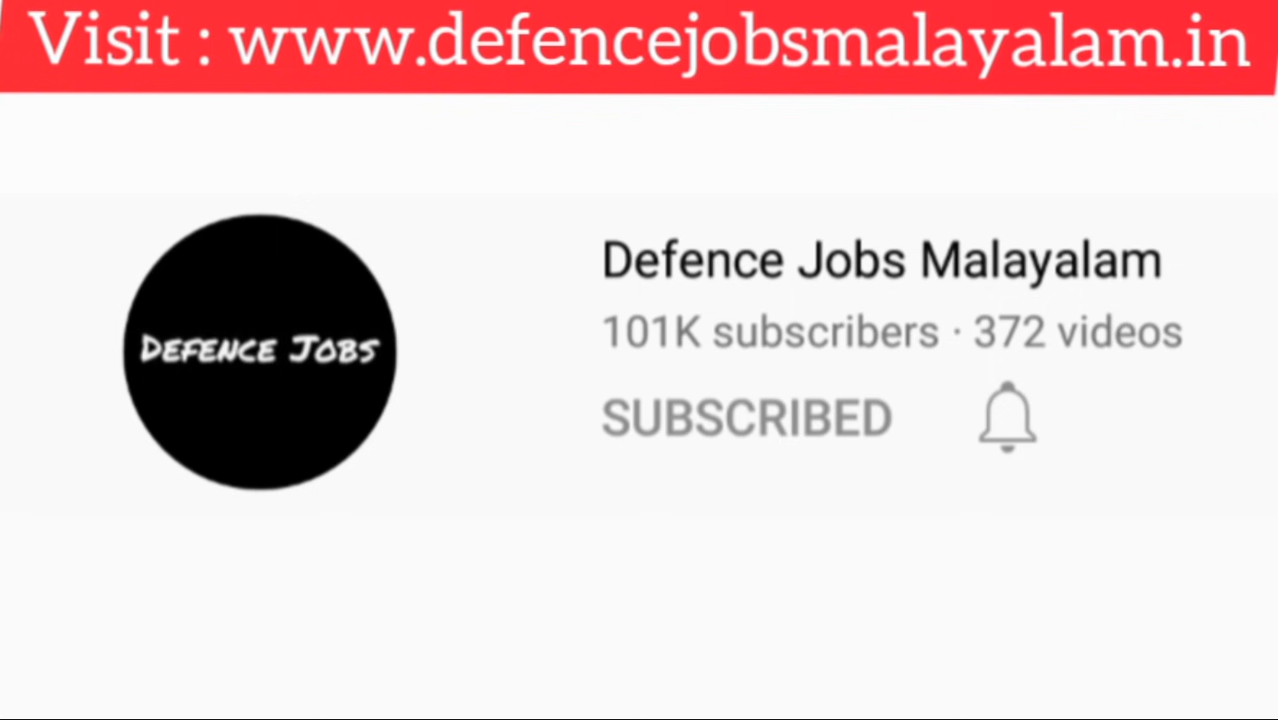 Visit : www.defencejobsmalayalam.in
Defence Jobs Malayalam
DEFENCE JOBS
101K subscribers · 372 videos
SUBSCRIBED